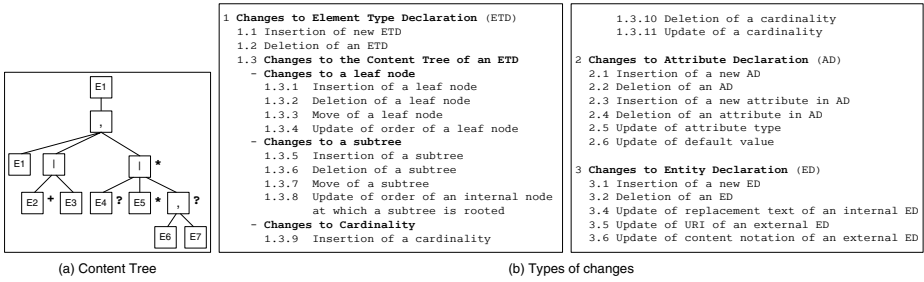 E1
,
E1 | | *
E2 + E3 E4 ? E5 * , ?
E6 E7
(a) Content Tree
1 Changes to Element Type Declaration (ETD)
1.1 Insertion of new ETD
1.2 Deletion of an ETD
1.3 Changes to the Content Tree of an ETD
- Changes to a leaf node
1.3.1 Insertion of a leaf node
1.3.2 Deletion of a leaf node
1.3.3 Move of a leaf node
1.3.4 Update of order of a leaf node
- Changes to a subtree
1.3.5 Insertion of a subtree
1.3.6 Deletion of a subtree
1.3.7 Move of a subtree
1.3.8 Update of order of an internal node
at which a subtree is rooted
- Changes to Cardinality
1.3.9 Insertion of a cardinality
1.3.10 Deletion of a cardinality
1.3.11 Update of a cardinality
2 Changes to Attribute Declaration (AD)
2.1 Insertion of a new AD
2.2 Deletion of an AD
2.3 Insertion of a new attribute in AD
2.4 Deletion of an attribute in AD
2.5 Update of attribute type
2.6 Update of default value
3 Changes to Entity Declaration (ED)
3.1 Insertion of a new ED
3.2 Deletion of an ED
3.4 Update of replacement text of an internal ED
3.5 Update of URI of an external ED
3.6 Update of content notation of an external ED
(b) Types of changes